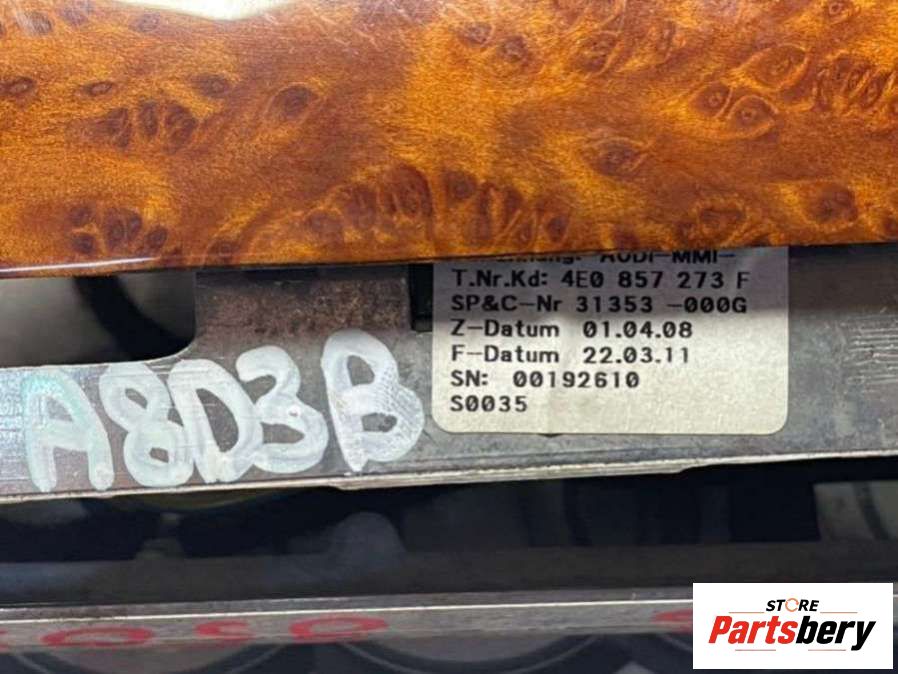 AUDI-MMI-
T.Nr.Kd: 4E0 857 273 F
SP&C-Nr 31353 -000G
Z-Datum 01.04.08
F-Datum 22.03.11
SN: 00192610
S0035
A8D3B
STORE
Partsbery